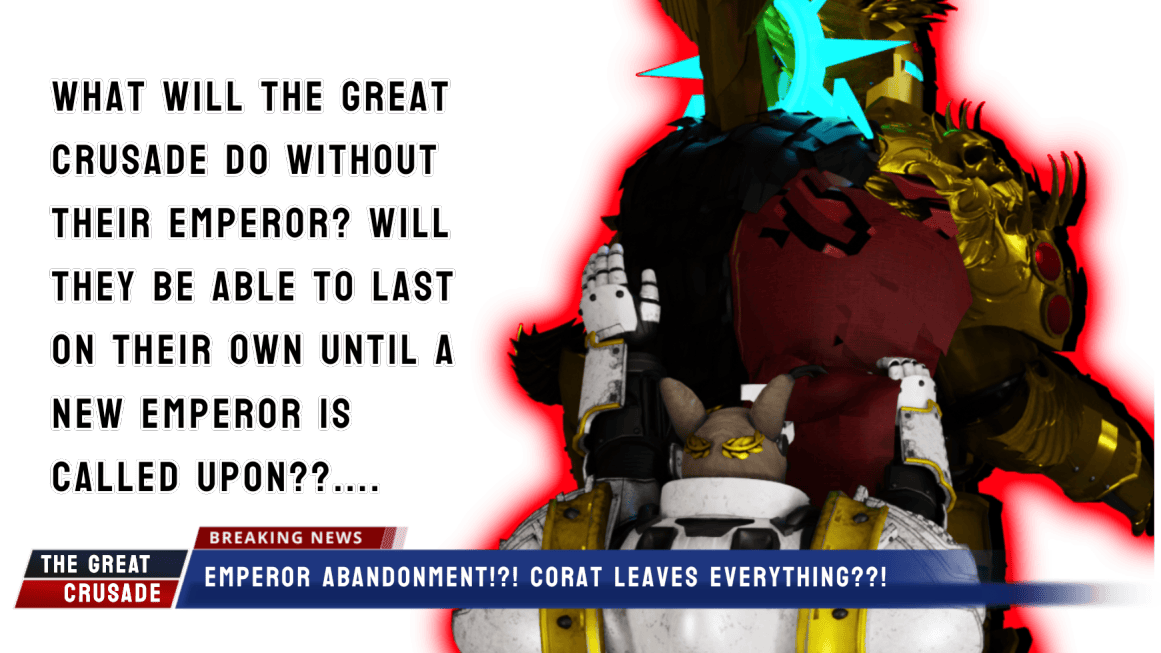 WHAT WILL THE GREAT
CRUSADE DO WITHOUT
THEIR EMPEROR? WILL
THEY BE ABLE TO LAST
ON THEIR OWN UNTIL A
NEW EMPEROR IS
CALLED UPON??....
BREAKING NEWS
THE GREAT
CRUSADE
EMPEROR ABANDONMENT!?! CORAT LEAVES EVERYTHING??!